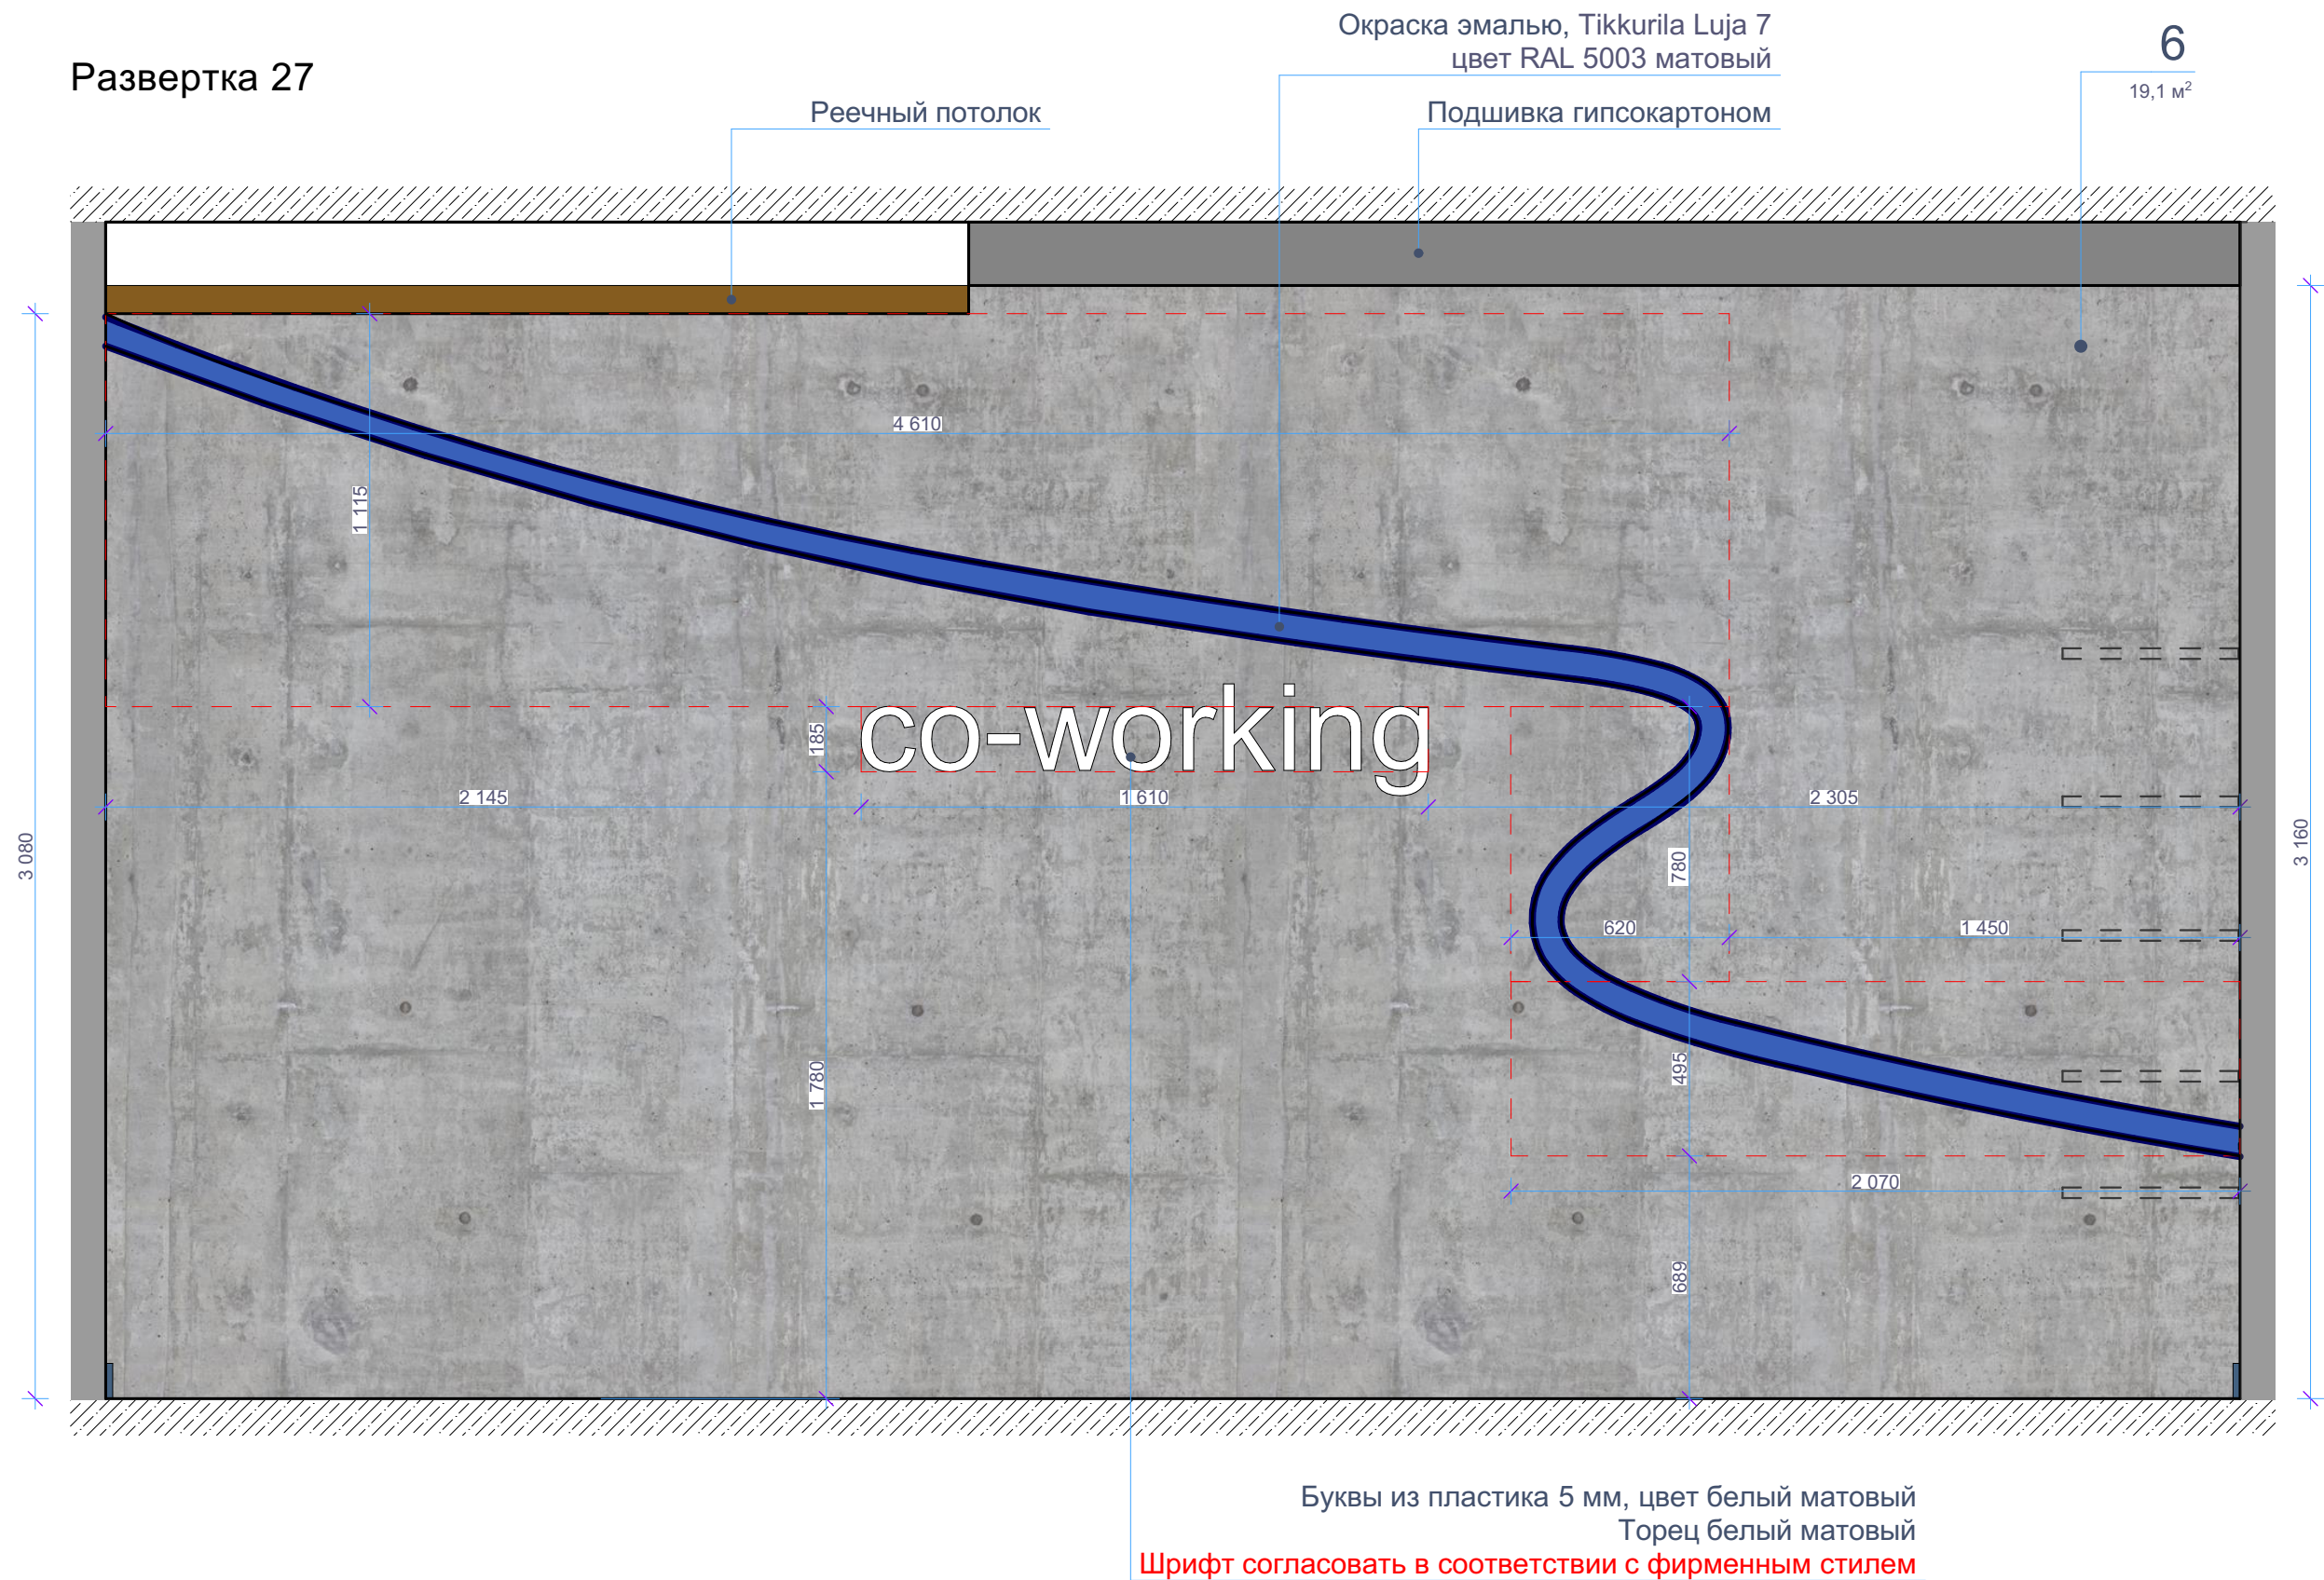 Окраска эмалью, Tikkurila Luja 7
цвет RAL 5003 матовый
6
19,1 м²
Развертка 27
Реечный потолок
Подшивка гипсокартоном
4 610
1 115
co-working
185
2 145
1 610
2 305
3 080
3 160
780
620
1 450
495
1 780
2 070
689
Буквы из пластика 5 мм, цвет белый матовый
Торец белый матовый
Шрифт согласовать в соответствии с фирменным стилем